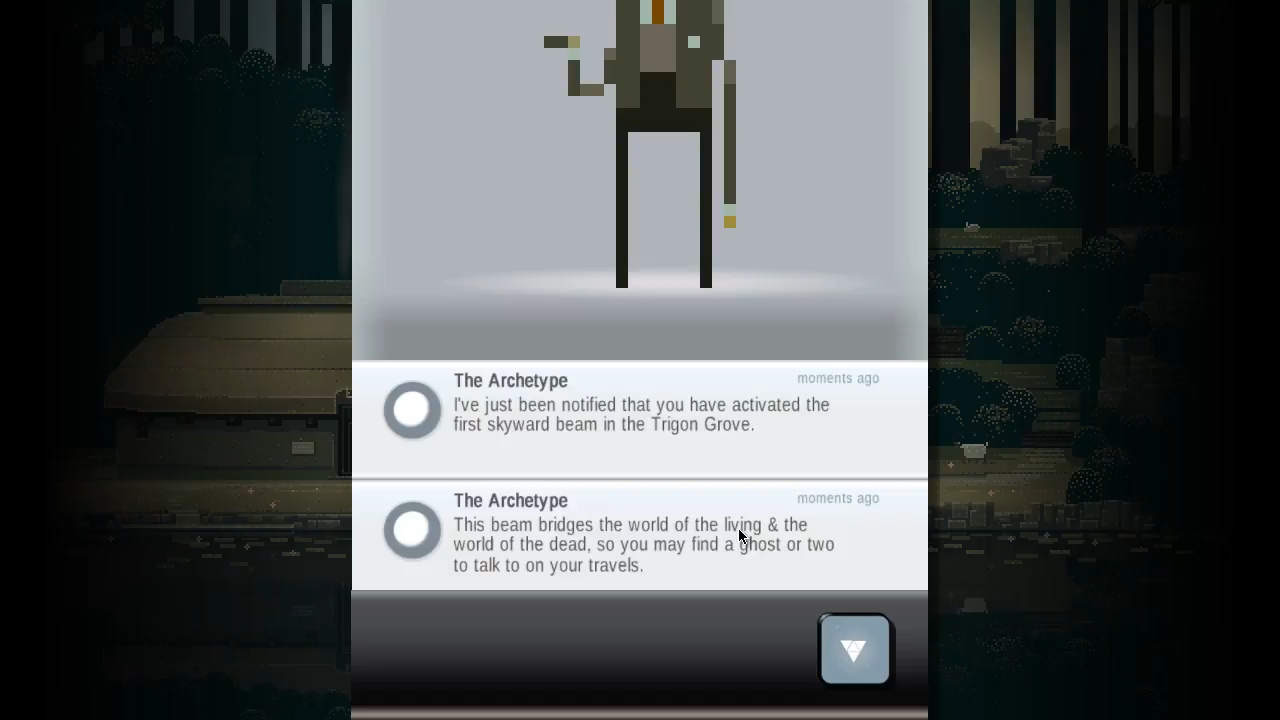 The Archetype
moments ago
I've just been notified that you have activated the
first skyward beam in the Trigon Grove.
The Archetype
moments ago
This beam bridges the world of the living & the
world of the dead, so you may find a ghost or two
to talk to on your travels.